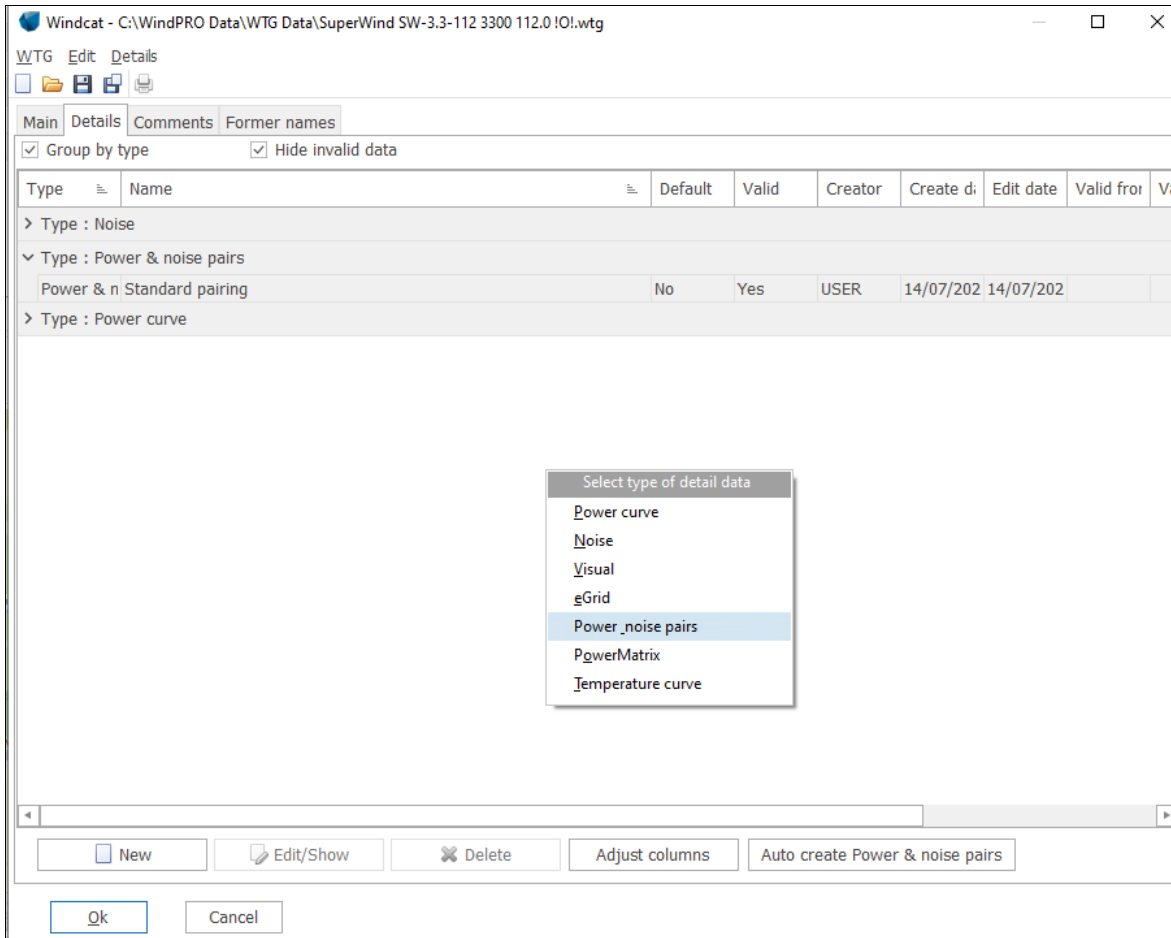 Windcat - C:\WindPRO Data\WTG Data\SuperWind SW-3.3-112 3300 112.0 !O!.wtg
WTG Edit Details
Main Details Comments Former names
Group by type Hide invalid data
Type Name Default Valid Creator Create da Edit date Valid fror Va
Type : Noise
Type : Power & noise pairs
Power & n Standard pairing No Yes USER 14/07/202 14/07/202
Type : Power curve
Select type of detail data
Power curve
Noise
Visual
eGrid
Power _noise pairs
PowerMatrix
Temperature curve
New Edit/Show Delete Adjust columns Auto create Power & noise pairs
Ok Cancel